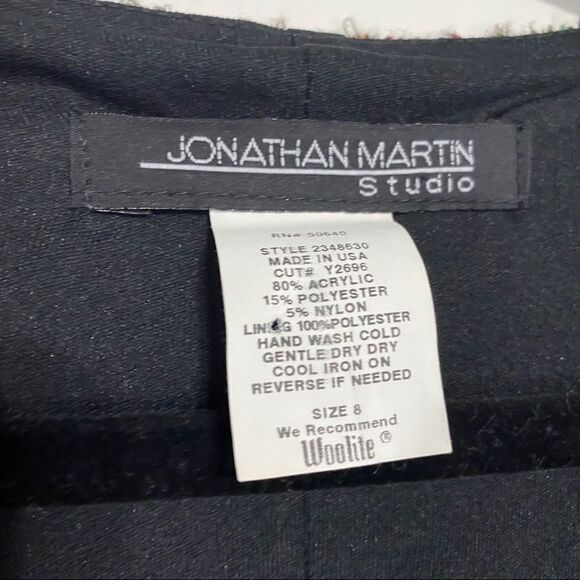 JONATHAN MARTIN
Studio
RN# 50640
STYLE 2348630
MADE IN USA
CUT# Y2696
80% ACRYLIC
15% POLYESTER
5% NYLON
100%POLYESTER
HAND WASH COLD
GENTLE DRY DRY
COOL IRON ON
REVERSE IF NEEDED
SIZE 8
We Recommend
Woolite ®